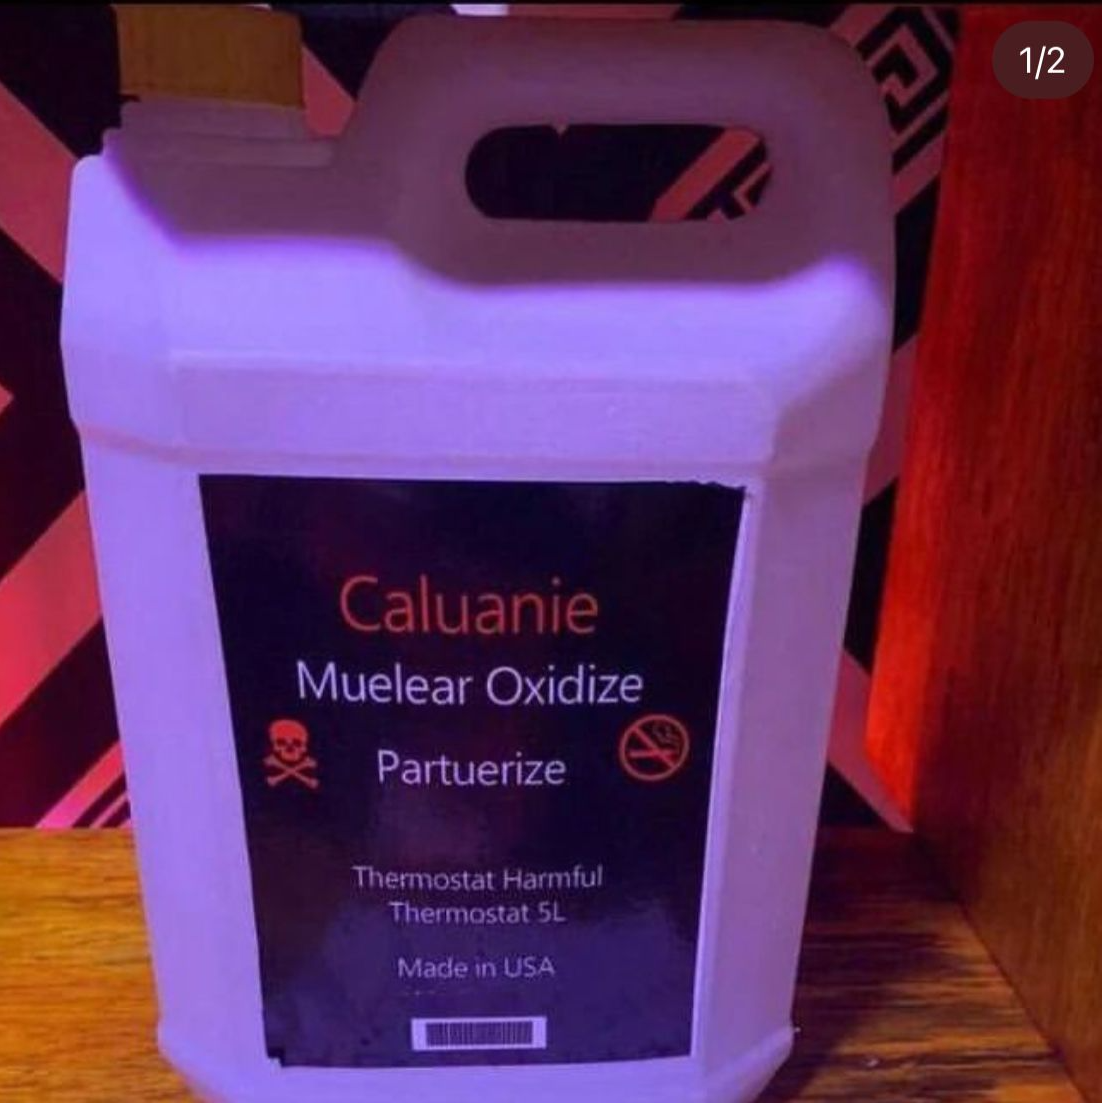 1/2
Caluanie
Muelear Oxidize
Partuerize
Thermostat Harmful
Thermostat 5L
Made in USA